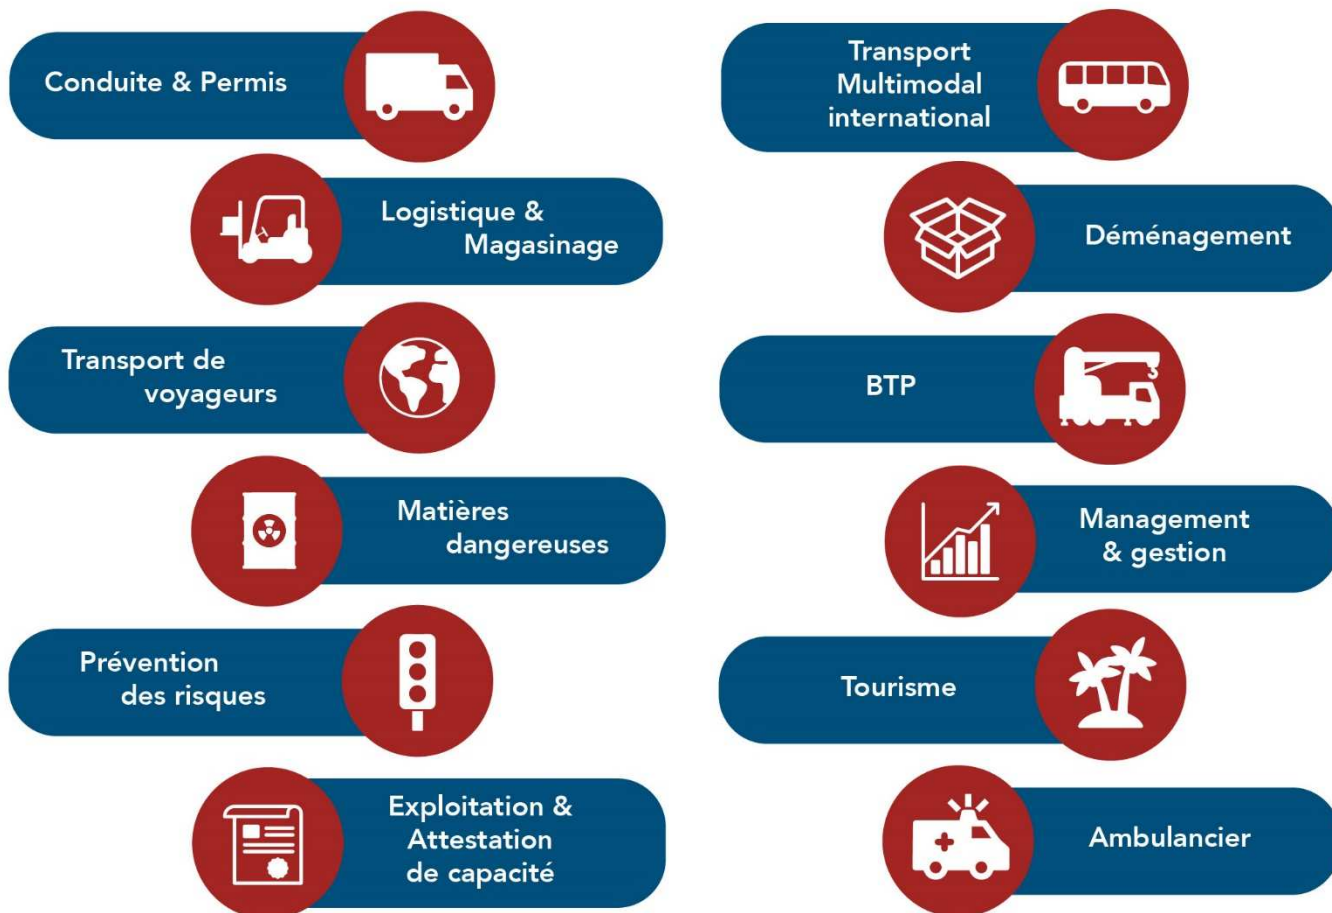 Conduite & Permis
Logistique &
Magasinage
Transport de
voyageurs
Matières
dangereuses
Prévention
des risques
Exploitation &
Attestation
de capacité
Transport
Multimodal
international
Déménagement
BTP
Management
& gestion
Tourisme
Ambulancier